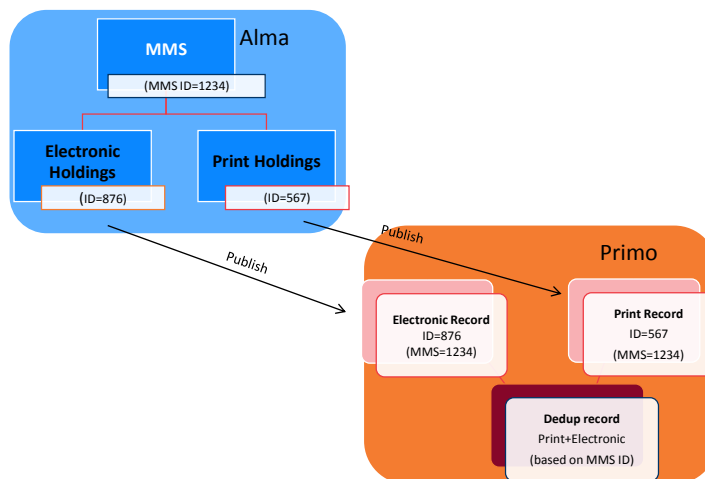 Alma
MMS
(MMS ID=1234)
Electronic
Holdings
(ID=876)
Print Holdings
(ID=567)
Publish
Publish
Primo
Electronic Record
ID=876
(MMS=1234)
Print Record
ID=567
(MMS=1234)
Dedup record
Print+Electronic
(based on MMS ID)